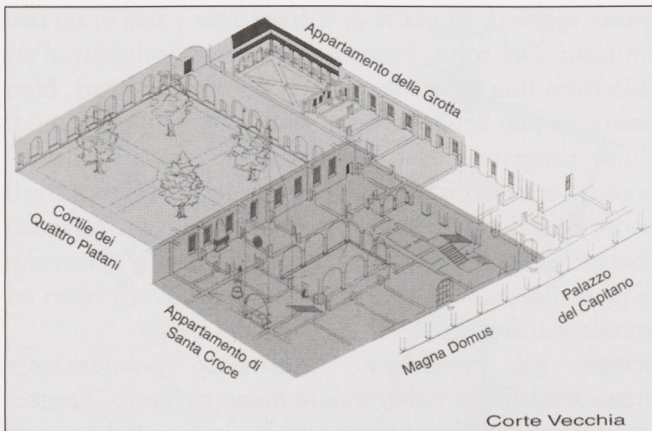 Appartamento della Grotta
Cortile dei
Quattro Platani
Appartamento di
Santa Croce
Magna Domus
Palazzo
del Capitano
Corte Vecchia